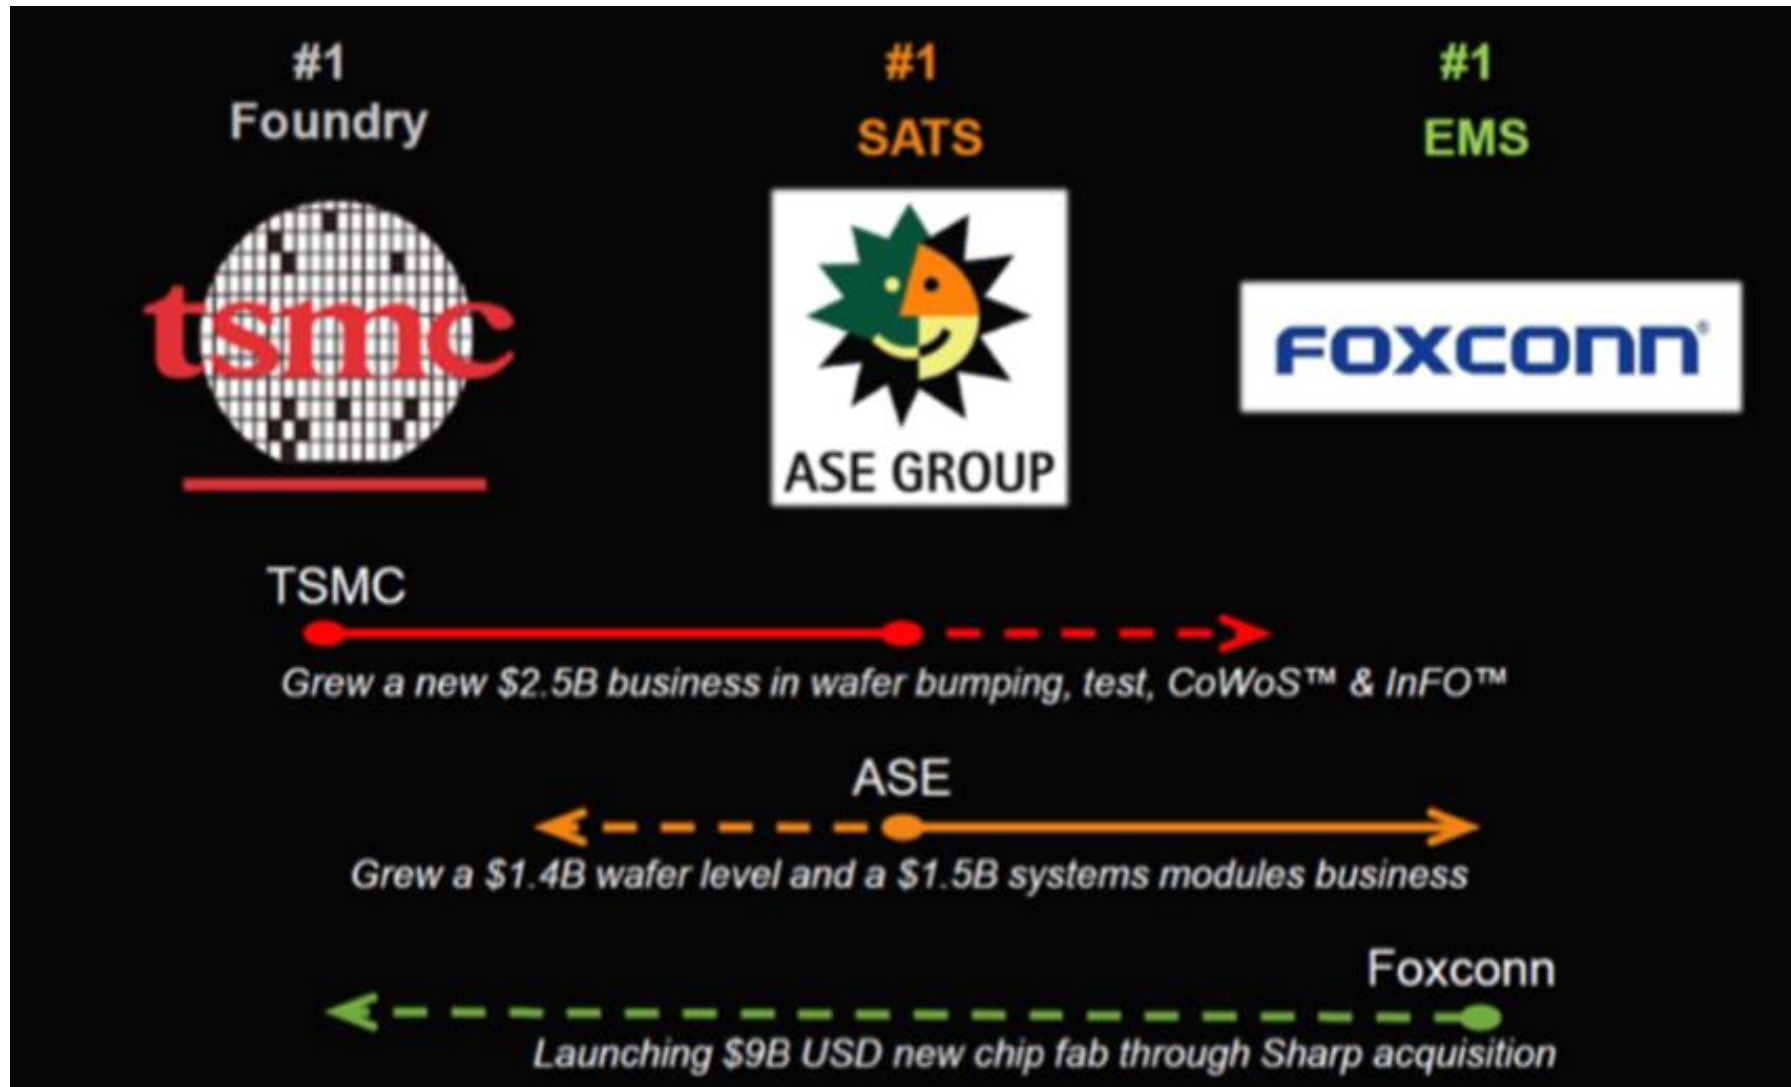 #1
Foundry
#1
SATS
#1
EMS
tsmc
ASE GROUP
FOXCONN®
TSMC
Grew a new $2.5B business in wafer bumping, test, CoWoS™ & InFO™
ASE
Grew a $1.4B wafer level and a $1.5B systems modules business
Foxconn
Launching $9B USD new chip fab through Sharp acquisition